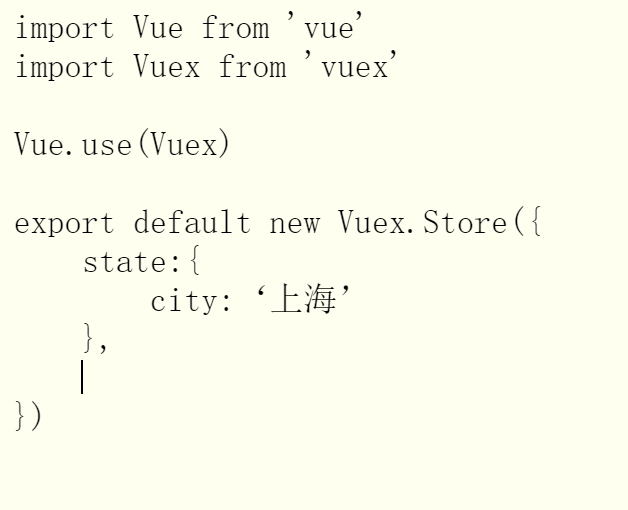 import Vue from 'vue'
import Vuex from 'vuex'
Vue.use(Vuex)
export default new Vuex.Store({
state:{
city: ‘上海’
},
})